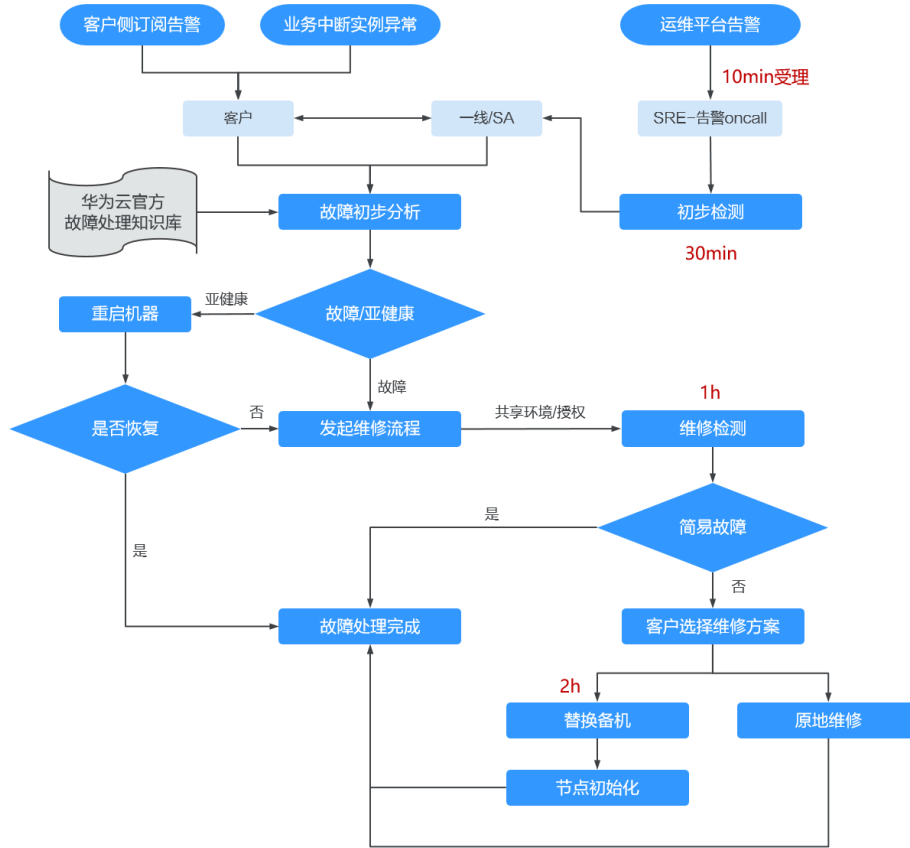 客户侧订阅告警
业务中断实例异常
运维平台告警
10min受理
客户
一线/SA
SRE-告警oncall
华为云官方
故障处理知识库
故障初步分析
初步检测
30min
亚健康
重启机器
故障/亚健康
故障
1h
是否恢复
否
发起维修流程
共享环境/授权
维修检测
是
简易故障
是
否
故障处理完成
客户选择维修方案
2h
替换备机
原地维修
节点初始化